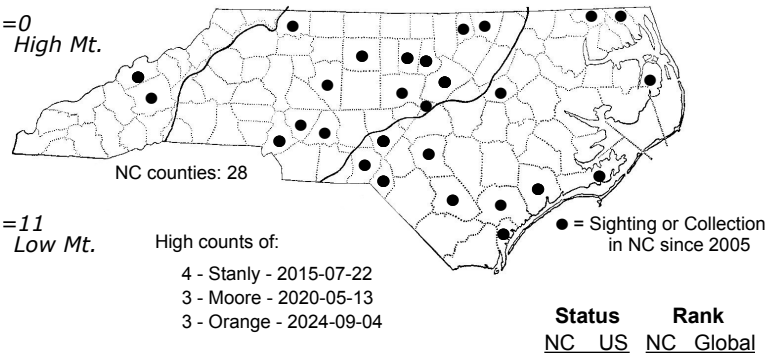 =0
High Mt.
NC counties: 28
=11
Low Mt.
High counts of:
4 - Stanly - 2015-07-22
3 - Moore - 2020-05-13
3 - Orange - 2024-09-04
● = Sighting or Collection
in NC since 2005
Status Rank
NC US NC Global